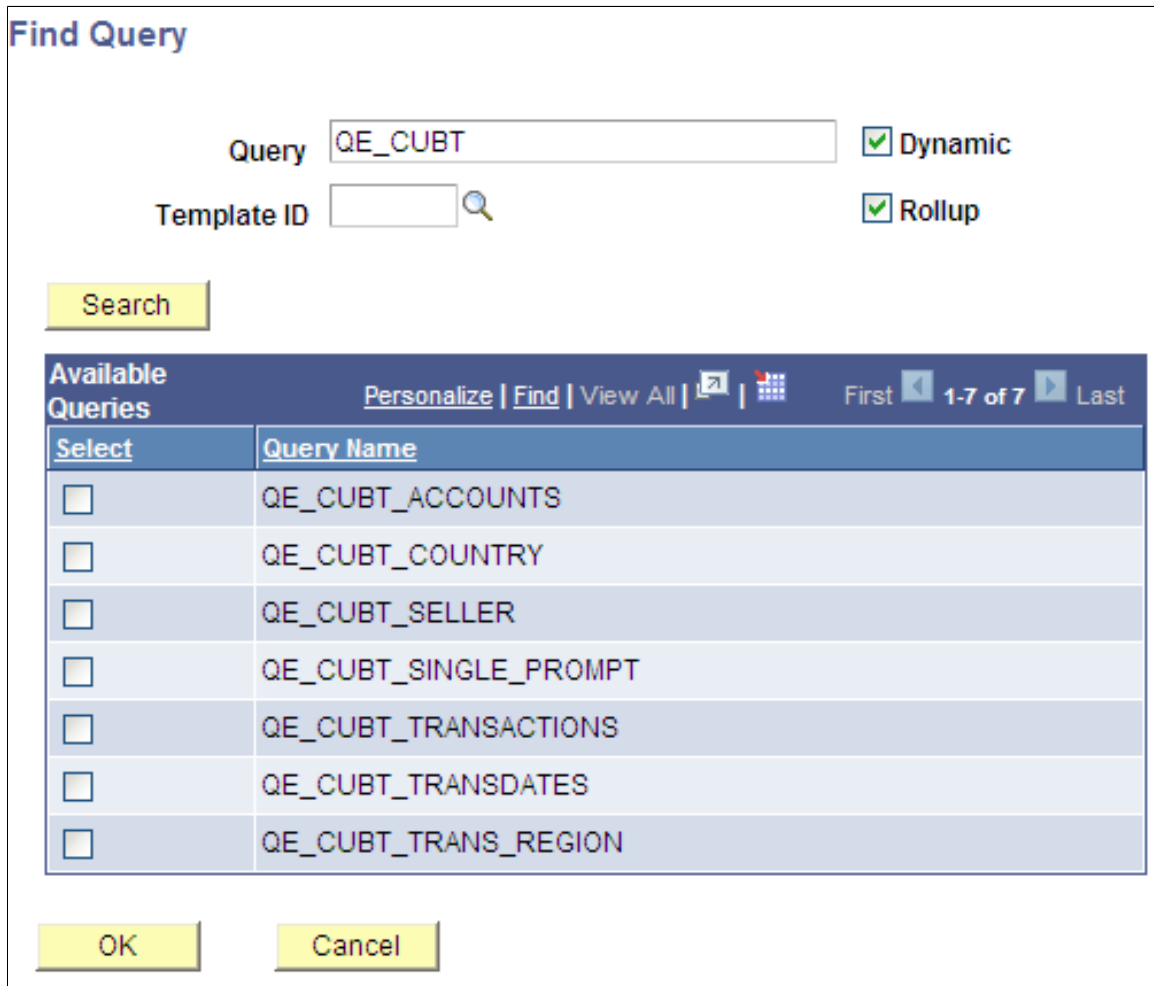 Find Query
Query QE_CUBT Dynamic
Template ID Rollup
Search
Available Queries Personalize | Find | View All | | First 1-7 of 7 Last
Select Query Name
QE_CUBT_ACCOUNTS
QE_CUBT_COUNTRY
QE_CUBT_SELLER
QE_CUBT_SINGLE_PROMPT
QE_CUBT_TRANSACTIONS
QE_CUBT_TRANSDATES
QE_CUBT_TRANS_REGION
OK Cancel